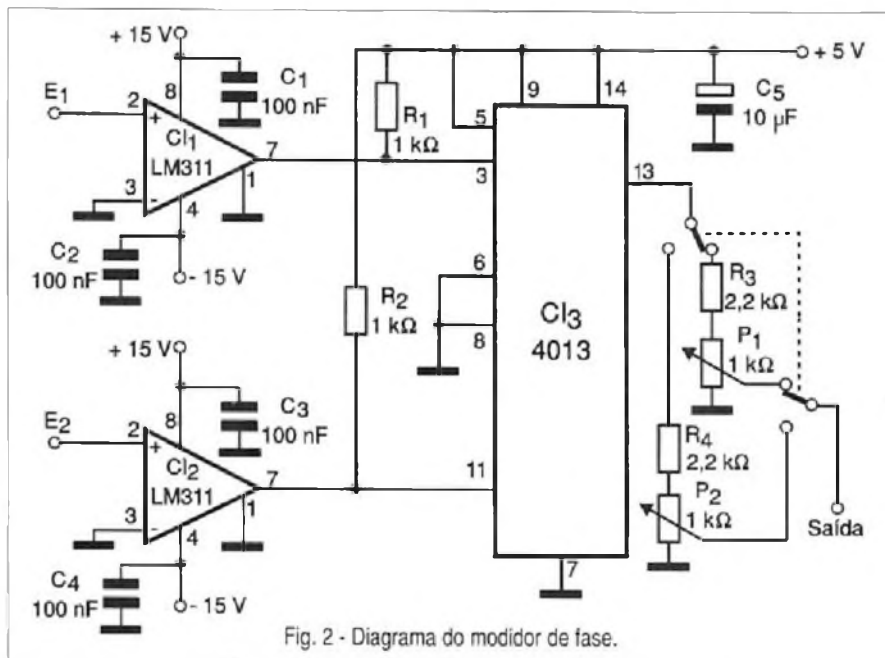 + 15 V
8
C1
100 nF
E1
2
+
CI1
LM311
7
1
3
-
4
C2
100 nF
- 15 V
R1
1 kΩ
R2
1 kΩ
+ 5 V
C5
10 µF
9
14
5
3
13
6
8
CI3
4013
11
7
R3
2,2 kΩ
P1
1 kΩ
R4
2,2 kΩ
P2
1 kΩ
Saída
+ 15 V
8
C3
100 nF
E2
2
+
CI2
LM311
7
1
3
-
4
C4
100 nF
- 15 V
Fig. 2 - Diagrama do modidor de fase.